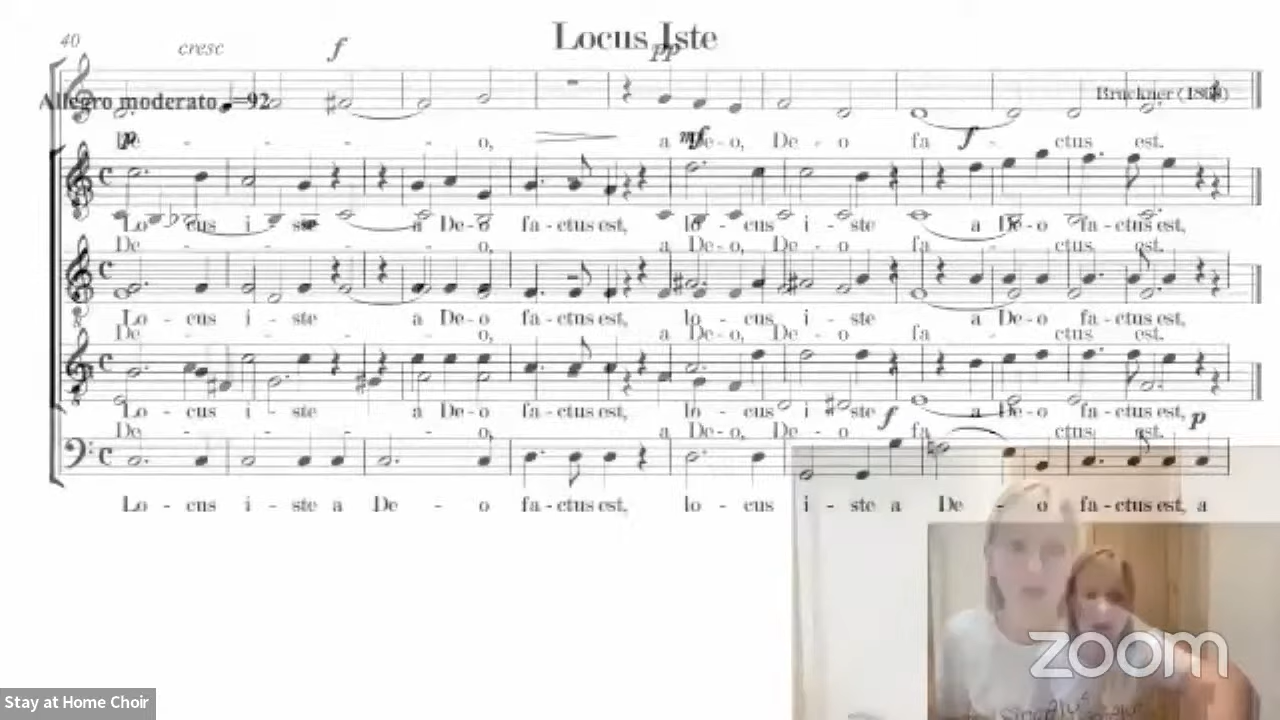 Locus Iste
40 cresc f pp
Allegro moderato ♩=92
p mf f
De - - - - o, a Deo - o, De - o fa - ctus est.
Lo - cus i - ste a De - o fa - ctus est, lo - cus i - ste a De - o fa - ctus est,
De - - - - o, a De - o, De - o fa - ctus est.
Lo - cus i - ste a De - o fa - ctus est, lo - cus i - ste a De - o fa - ctus est,
De - - - - o, a De - o, De - o fa - ctus est.
Lo - cus i - ste a De - o fa - ctus est, lo - cus i - ste a De - o fa - ctus est,
f p
De - - - - o, a De - o, De - o fa - ctus est.
Lo - cus i - ste a De - o fa - ctus est, lo - cus i - ste a De - o fa - ctus est, a
zoom
Stay at Home Choir